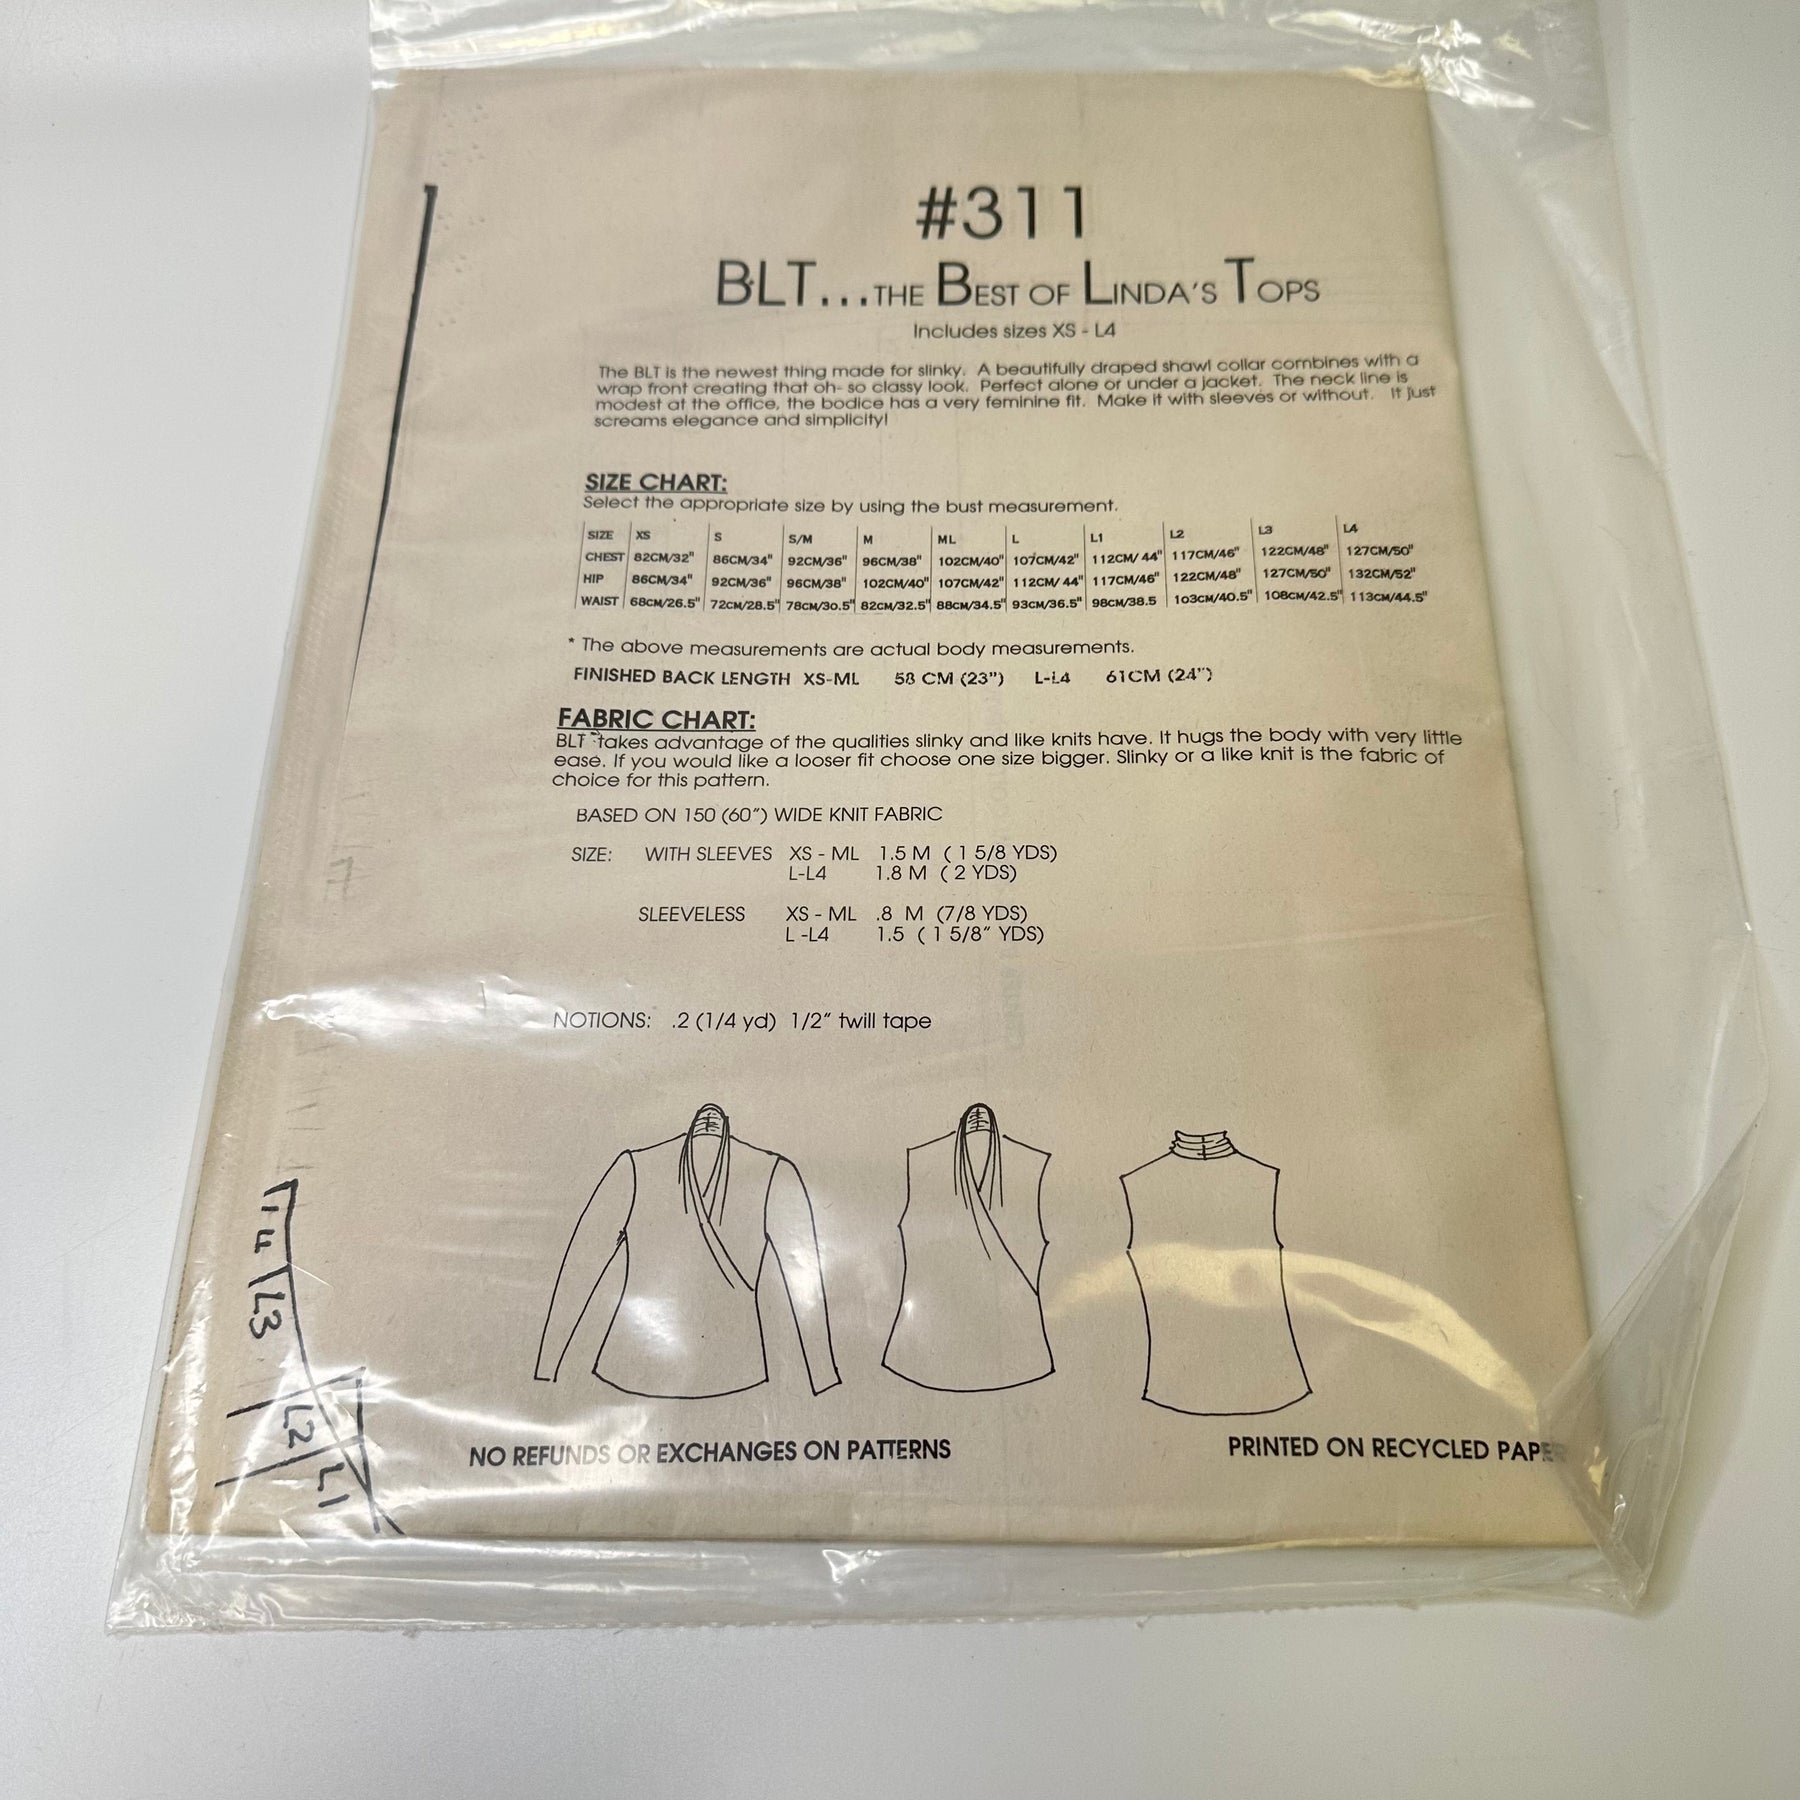 #311
BLT...THE BEST OF LINDA'S TOPS
Includes sizes XS - L4
The BLT is the newest thing made for slinky. A beautifully draped shawl collar combines with a
wrap front creating that oh- so classy look. Perfect alone or under a jacket. The neck line is
modest at the office, the bodice has a very feminine fit. Make it with sleeves or without. It just
screams elegance and simplicity!
SIZE CHART:
Select the appropriate size by using the bust measurement.
SIZE XS S S/M M ML L L1 L2 L3 L4
CHEST 82CM/32" 86CM/34" 92CM/36" 96CM/38" 102CM/40" 107CM/42" 112CM/ 44" 117CM/46" 122CM/48" 127CM/50"
HIP 86CM/34" 92CM/36" 96CM/38" 102CM/40" 107CM/42" 112CM/ 44" 117CM/46" 122CM/48" 127CM/50" 132CM/52"
WAIST 68CM/26.5" 72CM/28.5" 78CM/30.5" 82CM/32.5" 88CM/34.5" 93CM/36.5" 98CM/38.5 103CM/40.5" 108CM/42.5" 113CM/44.5"
* The above measurements are actual body measurements.
FINISHED BACK LENGTH XS-ML 58 CM (23") L-L4 61CM (24")
FABRIC CHART:
BLT takes advantage of the qualities slinky and like knits have. It hugs the body with very little
ease. If you would like a looser fit choose one size bigger. Slinky or a like knit is the fabric of
choice for this pattern.
BASED ON 150 (60") WIDE KNIT FABRIC
SIZE: WITH SLEEVES XS - ML 1.5 M ( 1 5/8 YDS)
L-L4 1.8 M ( 2 YDS)
SLEEVELESS XS - ML .8 M (7/8 YDS)
L -L4 1.5 ( 1 5/8" YDS)
NOTIONS: .2 (1/4 yd) 1/2" twill tape
L3
L2
L1
NO REFUNDS OR EXCHANGES ON PATTERNS
PRINTED ON RECYCLED PAPER